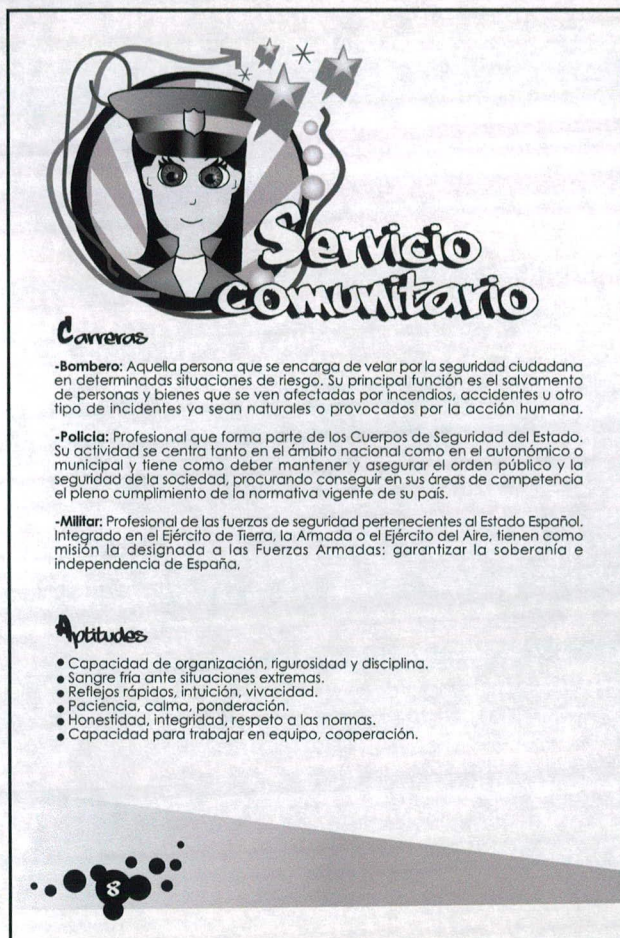 Servicio
comunitario
Carreras
-Bombero: Aquella persona que se encarga de velar por la seguridad ciudadana
en determinadas situaciones de riesgo. Su principal función es el salvamento
de personas y bienes que se ven afectadas por incendios, accidentes u otro
tipo de incidentes ya sean naturales o provocados por la acción humana.
-Policia: Profesional que forma parte de los Cuerpos de Seguridad del Estado.
Su actividad se centra tanto en el ámbito nacional como en el autonómico o
municipal y tiene como deber mantener y asegurar el orden público y la
seguridad de la sociedad, procurando conseguir en sus áreas de competencia
el pleno cumplimiento de la normativa vigente de su país.
-Militar: Profesional de las fuerzas de seguridad pertenecientes al Estado Español.
Integrado en el Ejército de Tierra, la Armada o el Ejército del Aire, tienen como
misión la designada a las Fuerzas Armadas: garantizar la soberanía e
independencia de España,
Aptitudes
• Capacidad de organización, rigurosidad y disciplina.
• Sangre fría ante situaciones extremas.
• Reflejos rápidos, intuición, vivacidad.
• Paciencia, calma, ponderación.
• Honestidad, integridad, respeto a las normas.
• Capacidad para trabajar en equipo, cooperación.
8